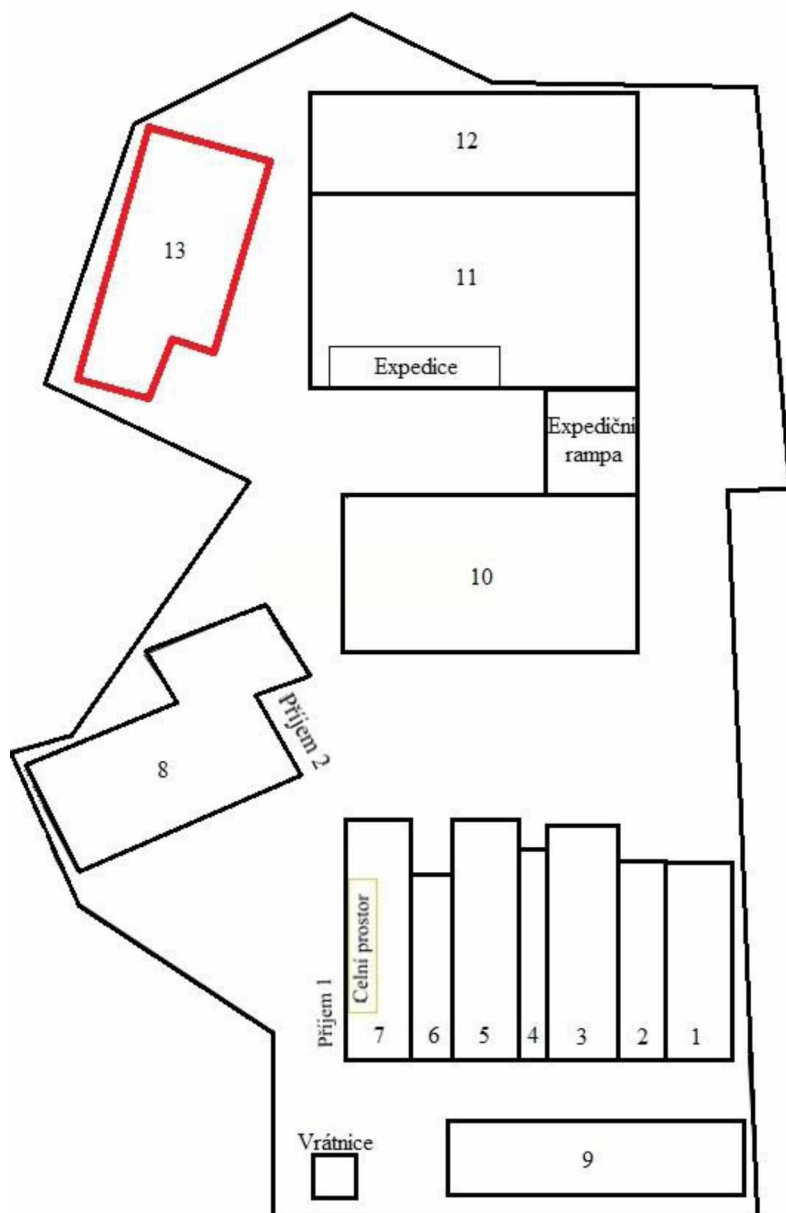 12
13
11
Expedice
Expediční
rampa
10
Příjem 2
8
Celní prostor
Příjem 1
7
6
5
4
3
2
1
Vrátnice
9